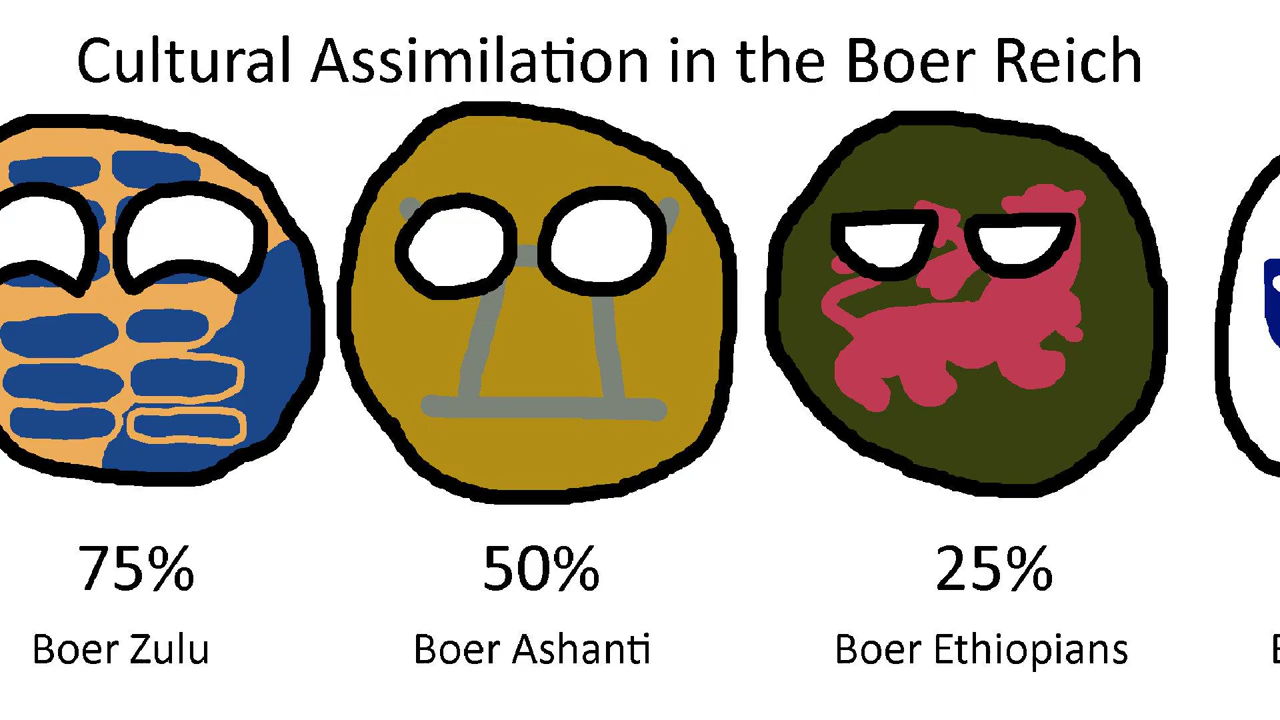 Cultural Assimilation in the Boer Reich
75% 50% 25%
Boer Zulu Boer Ashanti Boer Ethiopians